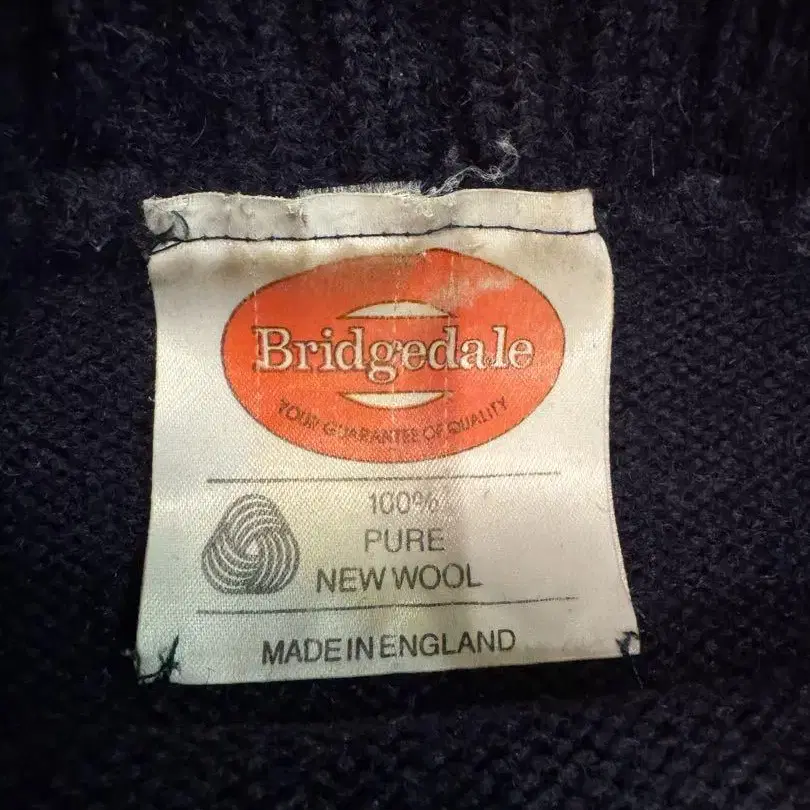 Bridgedale
YOUR GUARANTEE OF QUALITY
100%
PURE
NEW WOOL
MADE IN ENGLAND